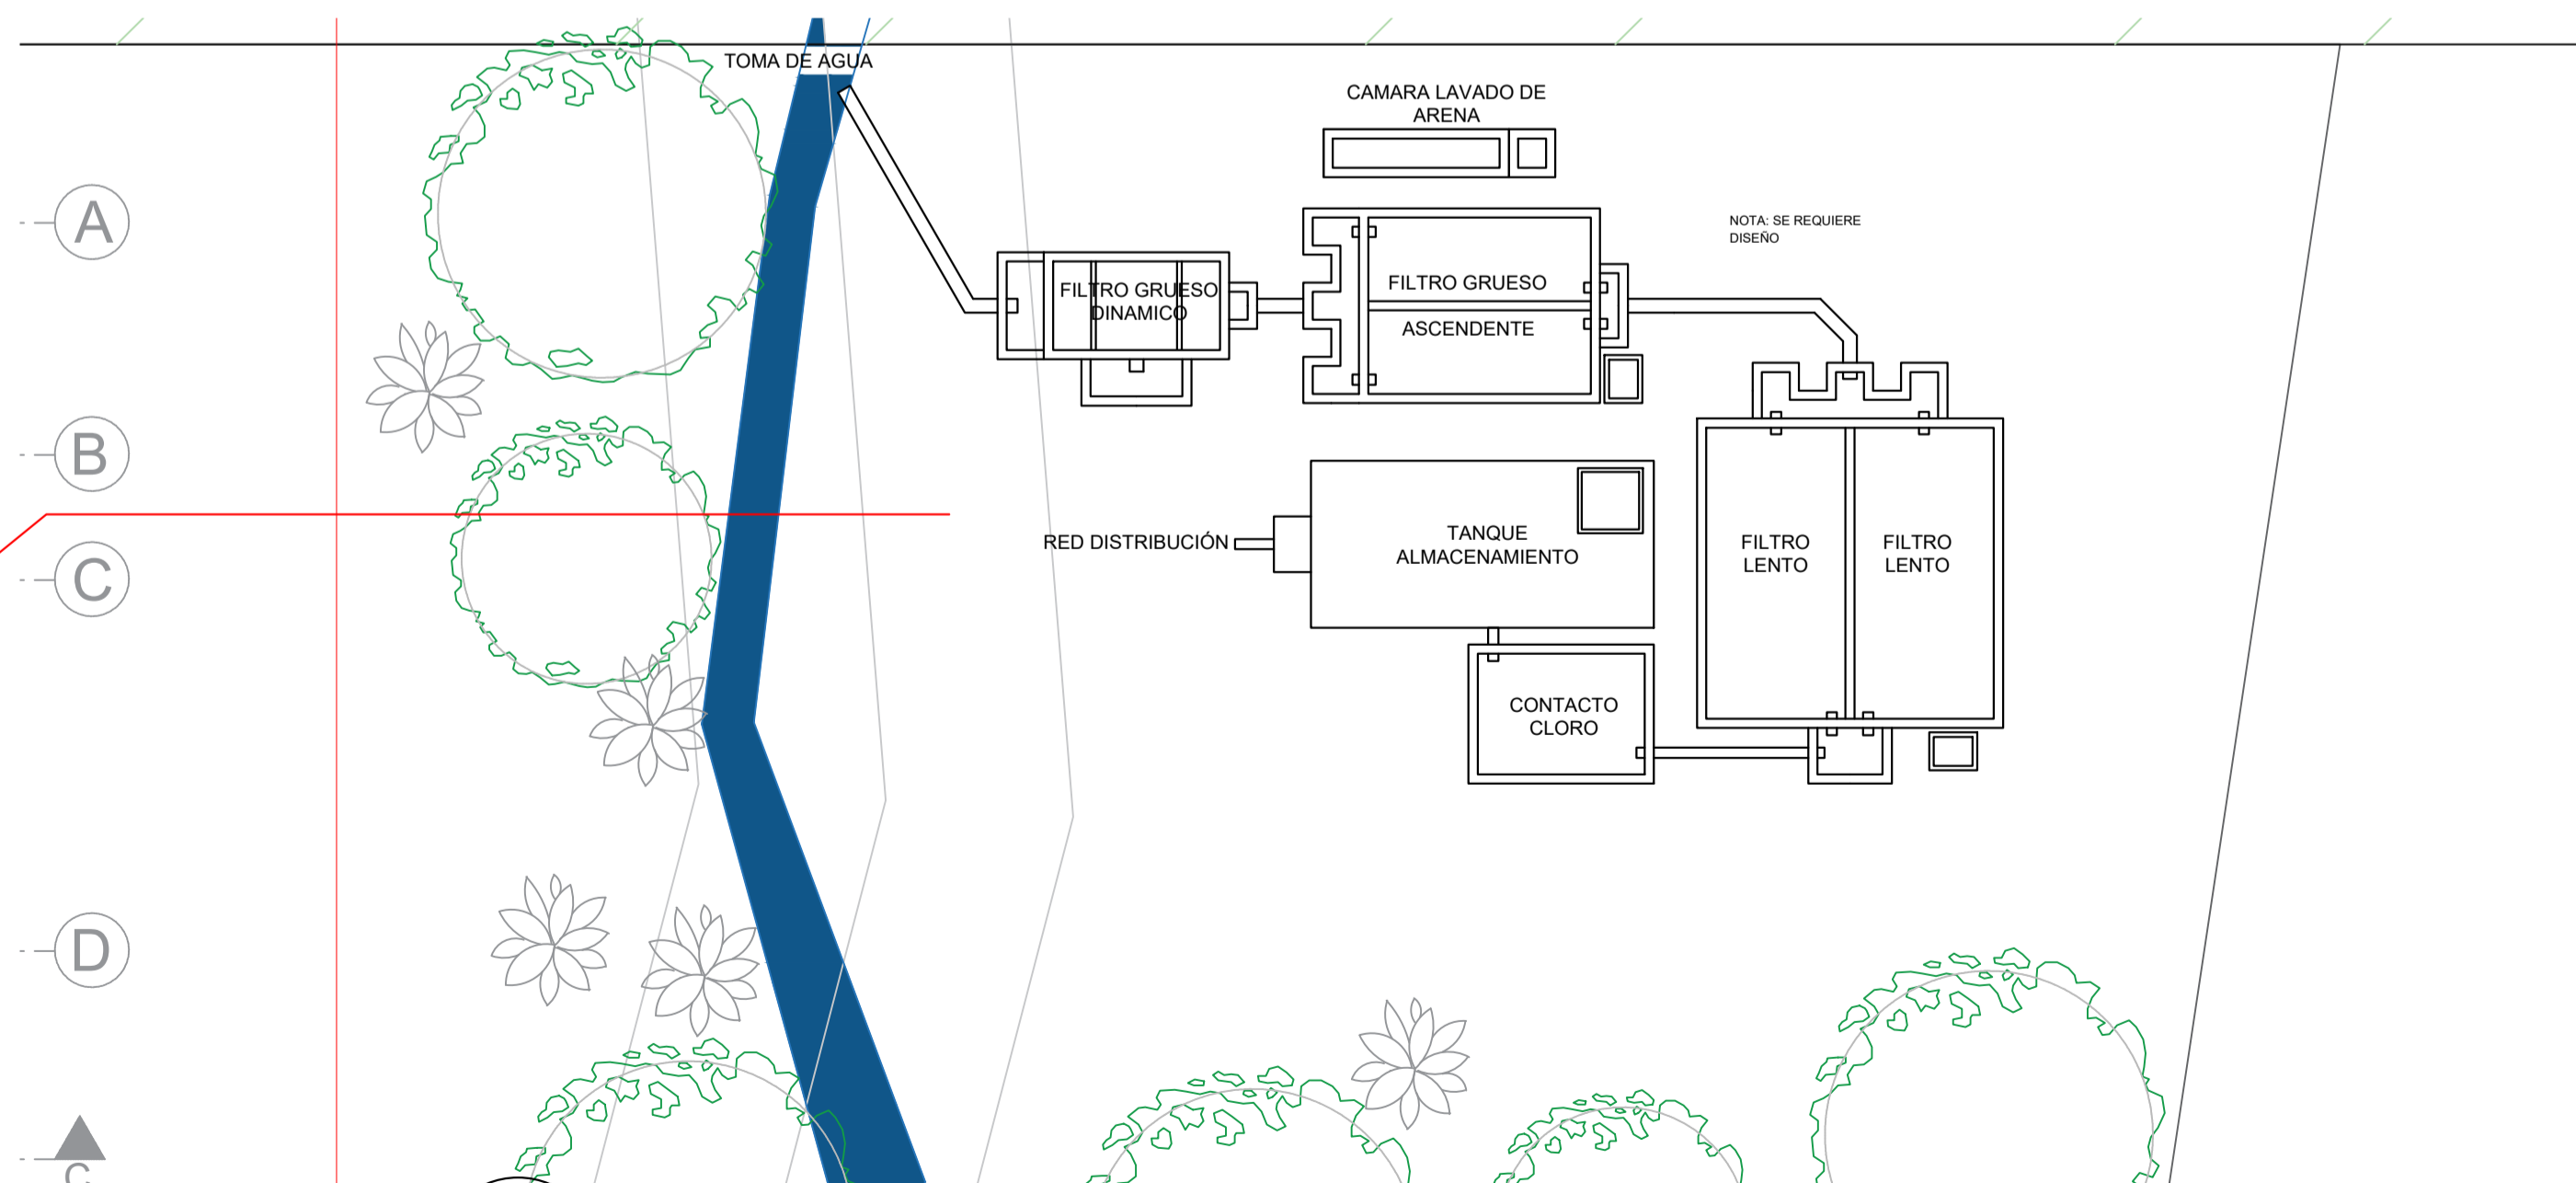 TOMA DE AGUA
CAMARA LAVADO DE
ARENA
A
NOTA: SE REQUIERE
DISEÑO
FILTRO GRUESO
DINAMICO
FILTRO GRUESO
ASCENDENTE
B
RED DISTRIBUCIÓN
TANQUE
ALMACENAMIENTO
FILTRO
LENTO
FILTRO
LENTO
C
CONTACTO
CLORO
D
C